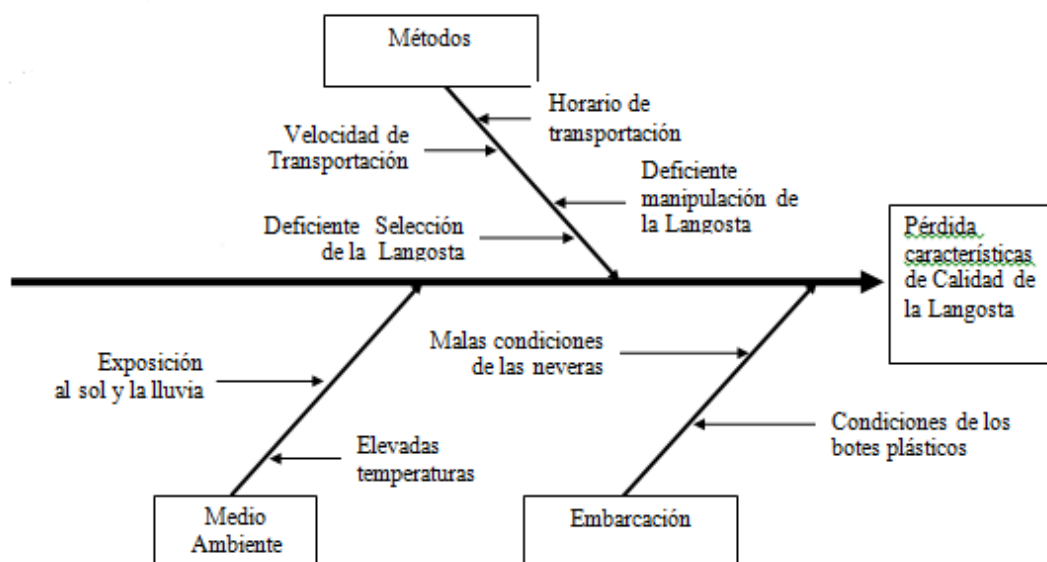 Métodos
Horario de
transportación
Velocidad de
Transportación
Deficiente
manipulación de
la Langosta
Deficiente Selección
de la Langosta
Pérdida
características
de Calidad de
la Langosta
Malas condiciones
de las neveras
Exposición
al sol y la lluvia
Condiciones de los
botes plásticos
Elevadas
temperaturas
Medio
Ambiente
Embarcación